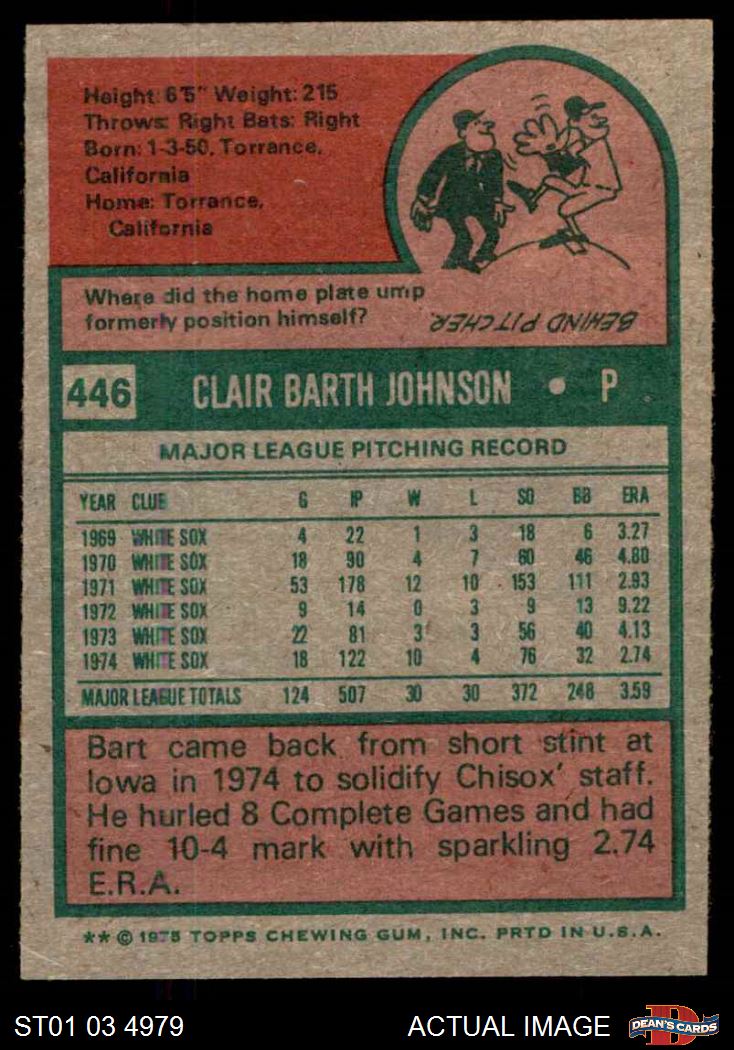 Height: 6'5" Weight: 215
Throws: Right Bats: Right
Born: 1-3-50, Torrance,
California
Home: Torrance,
California
Where did the home plate ump
formerly position himself?
BEHIND PITCHER
446 CLAIR BARTH JOHNSON • P
MAJOR LEAGUE PITCHING RECORD
YEAR CLUB G IP W L SO BB ERA
1969 WHITE SOX 4 22 1 3 18 6 3.27
1970 WHITE SOX 18 90 4 7 60 46 4.80
1971 WHITE SOX 53 178 12 10 153 111 2.93
1972 WHITE SOX 9 14 0 3 9 13 9.22
1973 WHITE SOX 22 81 3 3 56 40 4.13
1974 WHITE SOX 18 122 10 4 76 32 2.74
MAJOR LEAGUE TOTALS 124 507 30 30 372 248 3.59
Bart came back from short stint at
Iowa in 1974 to solidify Chisox' staff.
He hurled 8 Complete Games and had
fine 10-4 mark with sparkling 2.74
E.R.A.
** © 1975 TOPPS CHEWING GUM, INC. PRTD IN U.S.A.
ST01 03 4979 ACTUAL IMAGE
D
DEAN'S CARDS